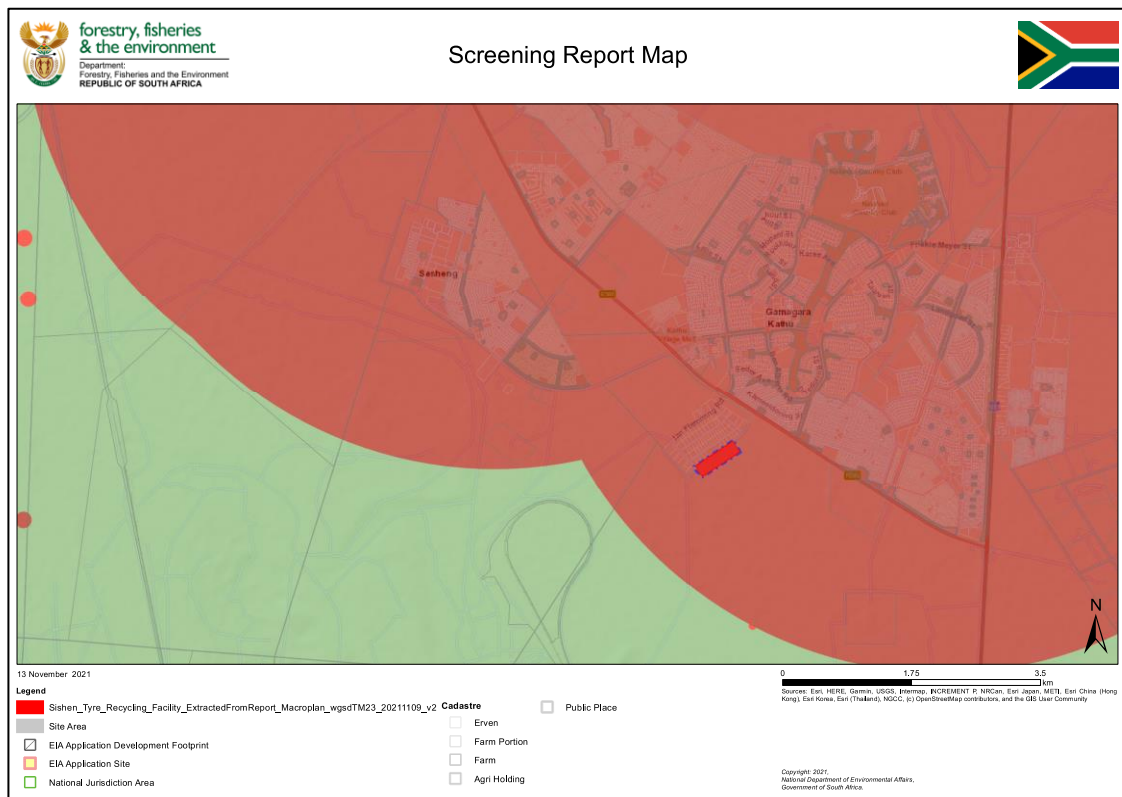 forestry, fisheries
& the environment
Department:
Forestry, Fisheries and the Environment
REPUBLIC OF SOUTH AFRICA
Screening Report Map
Sesheng
Gamagara
Kathu
Frikkie Meyer St
N
13 November 2021
0 1.75 3.5
km
Sources: Esri, HERE, Garmin, USGS, Intermap, INCREMENT P, NRCan, Esri Japan, METI, Esri China (Hong
Kong), Esri Korea, Esri (Thailand), NGCC, (c) OpenStreetMap contributors, and the GIS User Community
Legend
Sishen_Tyre_Recycling_Facility_ExtractedFromReport_Macroplan_wgsdTM23_20211109_v2
Site Area
EIA Application Development Footprint
EIA Application Site
National Jurisdiction Area
Cadastre
Erven
Farm Portion
Farm
Agri Holding
Public Place
Copyright: 2021,
National Department of Environmental Affairs,
Government of South Africa.